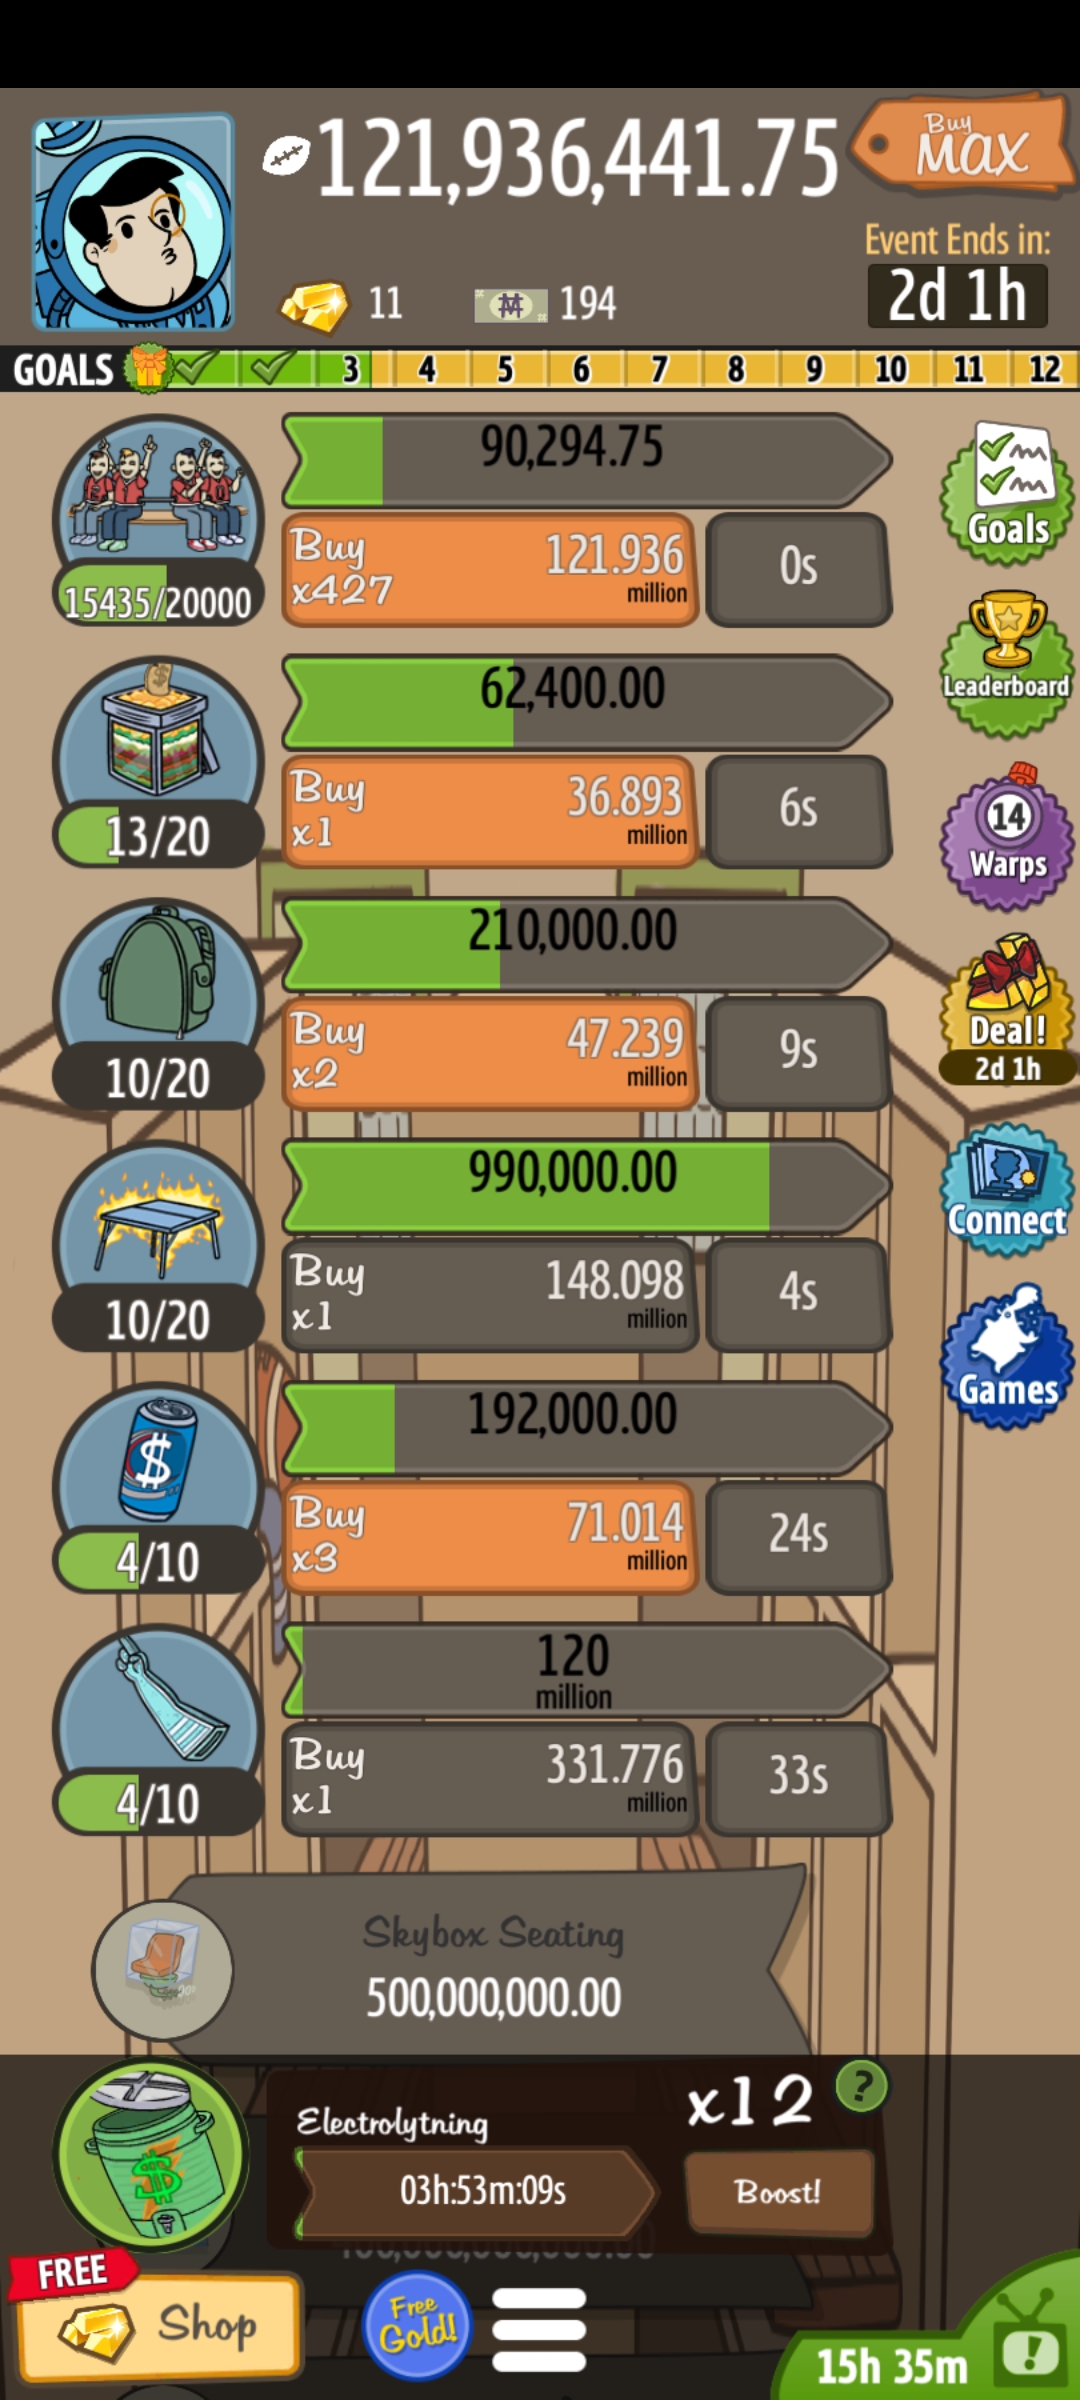 121,936,441.75
Buy
MAX
Event Ends in:
2d 1h
11
194
GOALS 3 4 5 6 7 8 9 10 11 12
90,294.75
15435/20000
Buy
x427
121.936
million
0s
Goals
62,400.00
13/20
Buy
x1
36.893
million
6s
Leaderboard
14
Warps
210,000.00
10/20
Buy
x2
47.239
million
9s
Deal!
2d 1h
990,000.00
10/20
Buy
x1
148.098
million
4s
Connect
192,000.00
4/10
Buy
x3
71.014
million
24s
Games
120
million
4/10
Buy
x1
331.776
million
33s
Skybox Seating
500,000,000.00
Electrolytning
x12
?
03h:53m:09s
Boost!
FREE
Shop
Free
Gold!
15h 35m
!